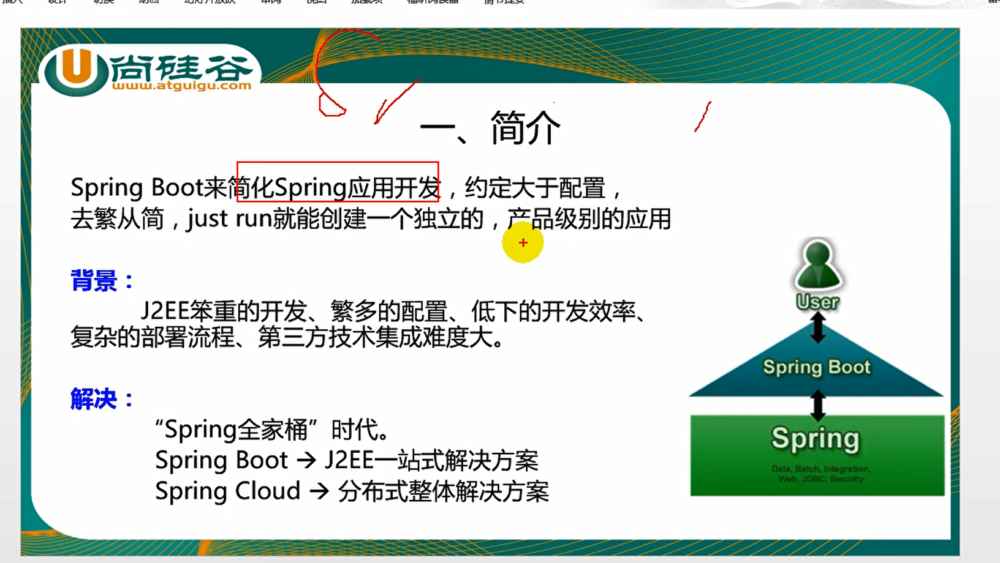 尚硅谷
www.atguigu.com
一、简介
Spring Boot来简化Spring应用开发，约定大于配置，
去繁从简，just run就能创建一个独立的，产品级别的应用
背景：
J2EE笨重的开发、繁多的配置、低下的开发效率、
复杂的部署流程、第三方技术集成难度大。
解决：
“Spring全家桶”时代。
Spring Boot → J2EE一站式解决方案
Spring Cloud → 分布式整体解决方案
User
Spring Boot
Spring
Data, Batch, Integration,
Web, JDBC, Security